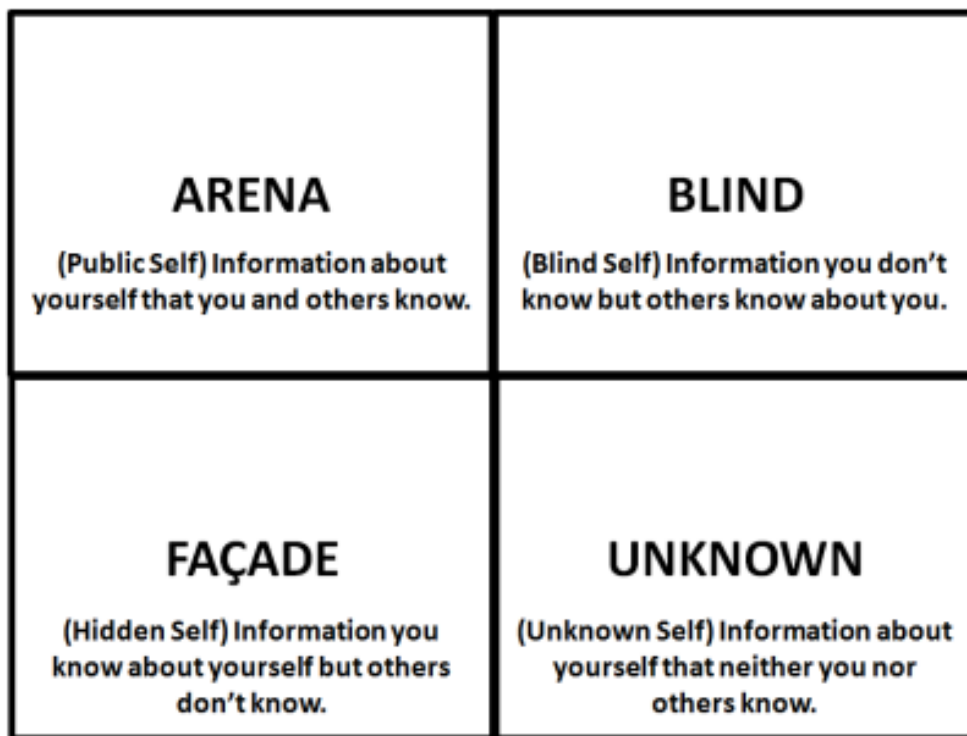 ARENA
(Public Self) Information about
yourself that you and others know.
BLIND
(Blind Self) Information you don’t
know but others know about you.
FAÇADE
(Hidden Self) Information you
know about yourself but others
don’t know.
UNKNOWN
(Unknown Self) Information about
yourself that neither you nor
others know.